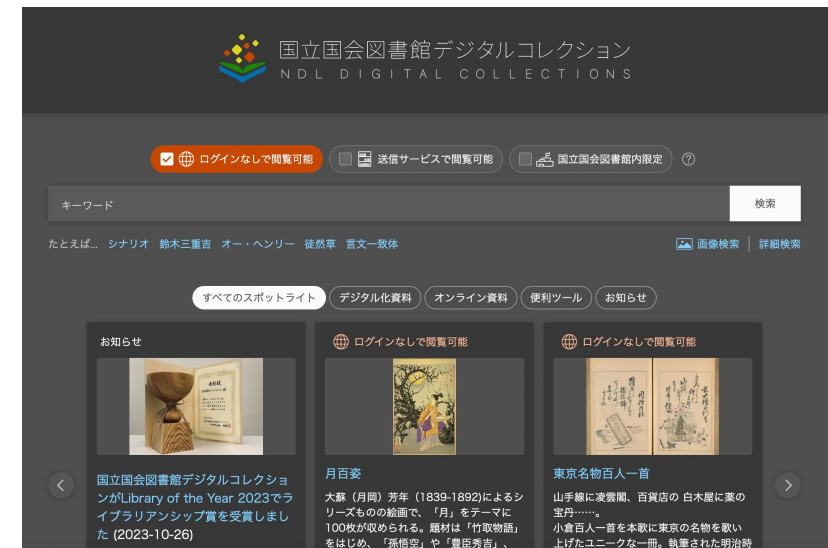 国立国会図書館デジタルコレクション
NDL DIGITAL COLLECTIONS
ログインなしで閲覧可能 送信サービスで閲覧可能 国立国会図書館内限定 ?
キーワード 検索
たとえば... シナリオ 鈴木三重吉 オー・ヘンリー 徒然草 言文一致体 画像検索 詳細検索
すべてのスポットライト デジタル化資料 オンライン資料 便利ツール お知らせ
お知らせ
国立国会図書館デジタルコレクショ
ンがLibrary of the Year 2023でラ
イブラリアンシップ賞を受賞しまし
た (2023-10-26)
ログインなしで閲覧可能
月百姿
大蘇(月岡)芳年(1839-1892)によるシ
リーズものの絵画で、「月」をテーマに
100枚が収められる。題材は「竹取物語」
をはじめ、「孫悟空」や「豊臣秀吉」、
ログインなしで閲覧可能
東京名物百人一首
山手線に凌雲閣、百貨店の 白木屋に薬の
宝丹……。
小倉百人一首を本歌に東京の名物を歌い
上げたユニークな一冊。執筆された明治時